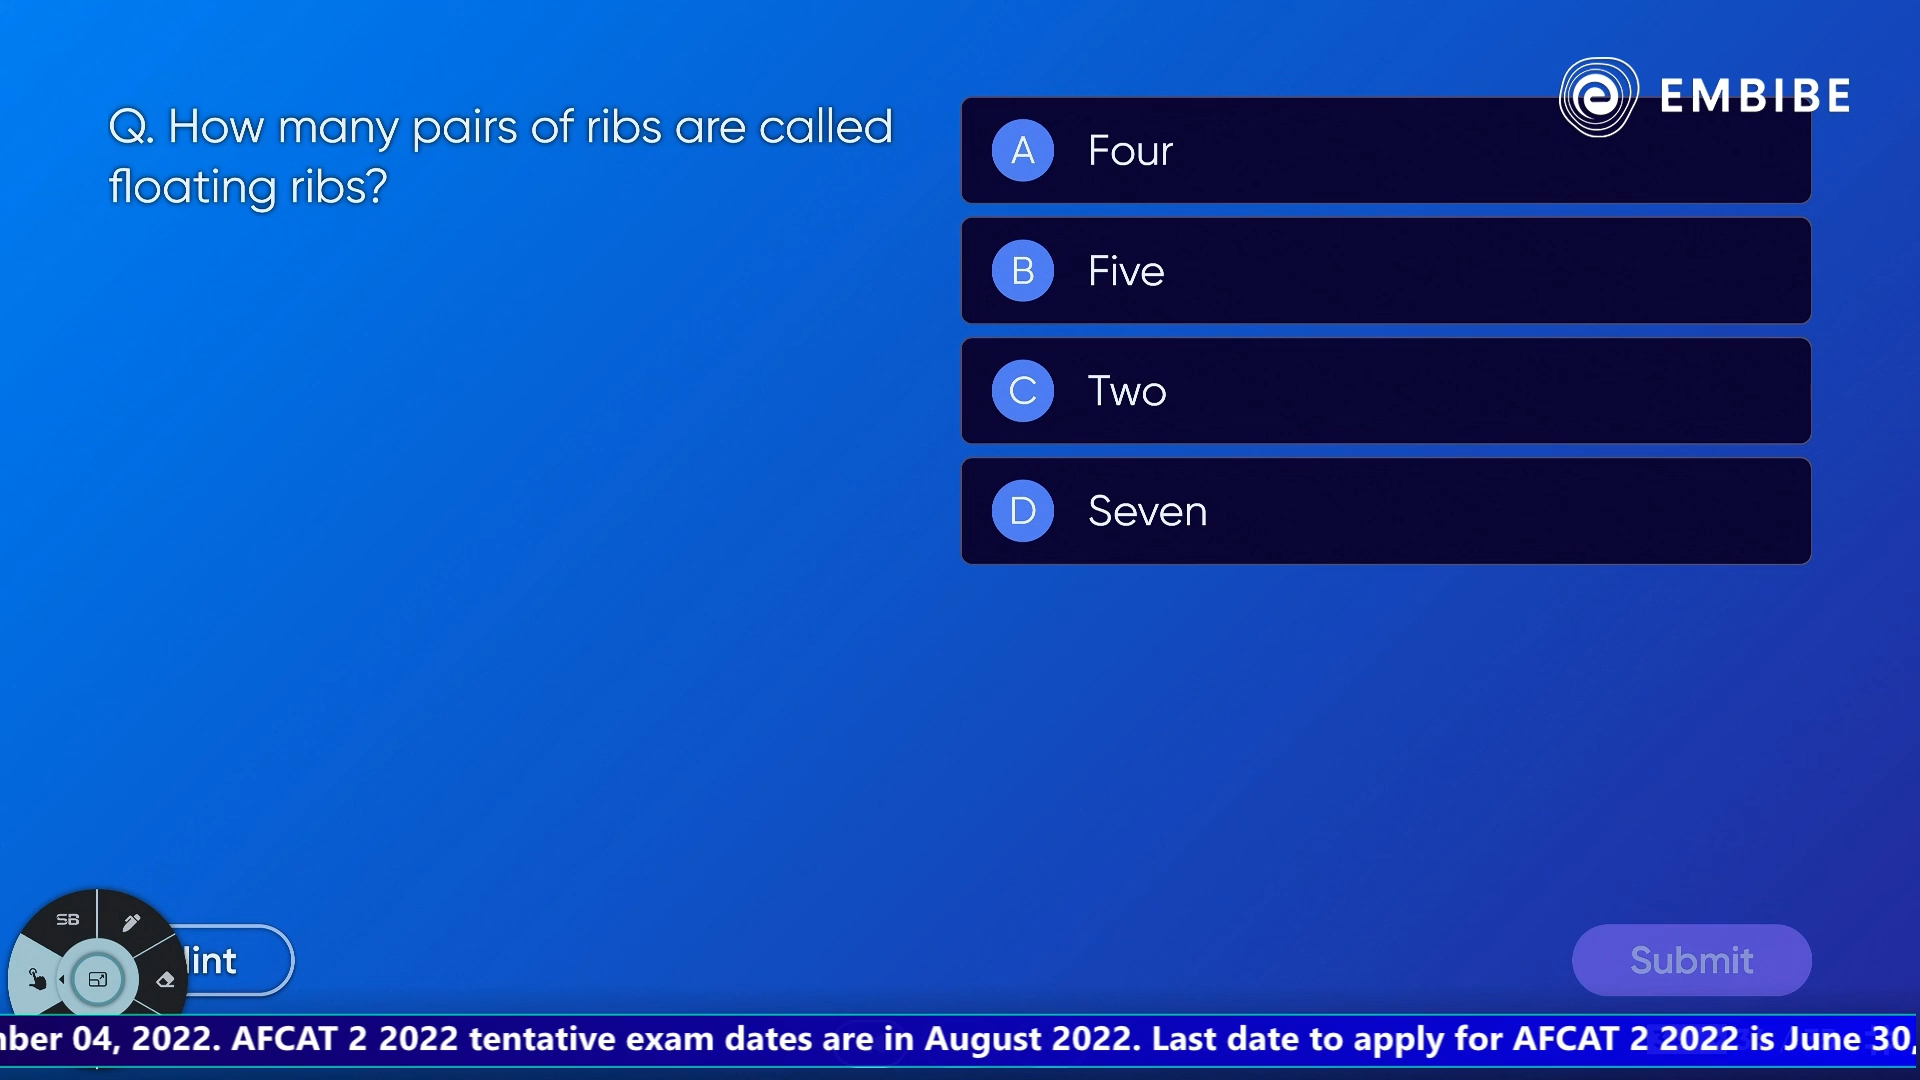 EMBIBE
Q. How many pairs of ribs are called
floating ribs?
A Four
B Five
C Two
D Seven
SB
int
Submit
ber 04, 2022. AFCAT 2 2022 tentative exam dates are in August 2022. Last date to apply for AFCAT 2 2022 is June 30,